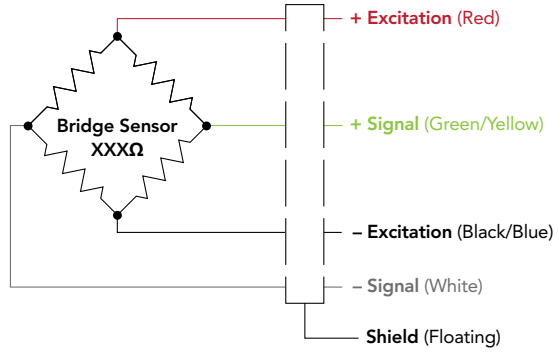 + Excitation (Red)
Bridge Sensor
XXXΩ
+ Signal (Green/Yellow)
– Excitation (Black/Blue)
– Signal (White)
Shield (Floating)